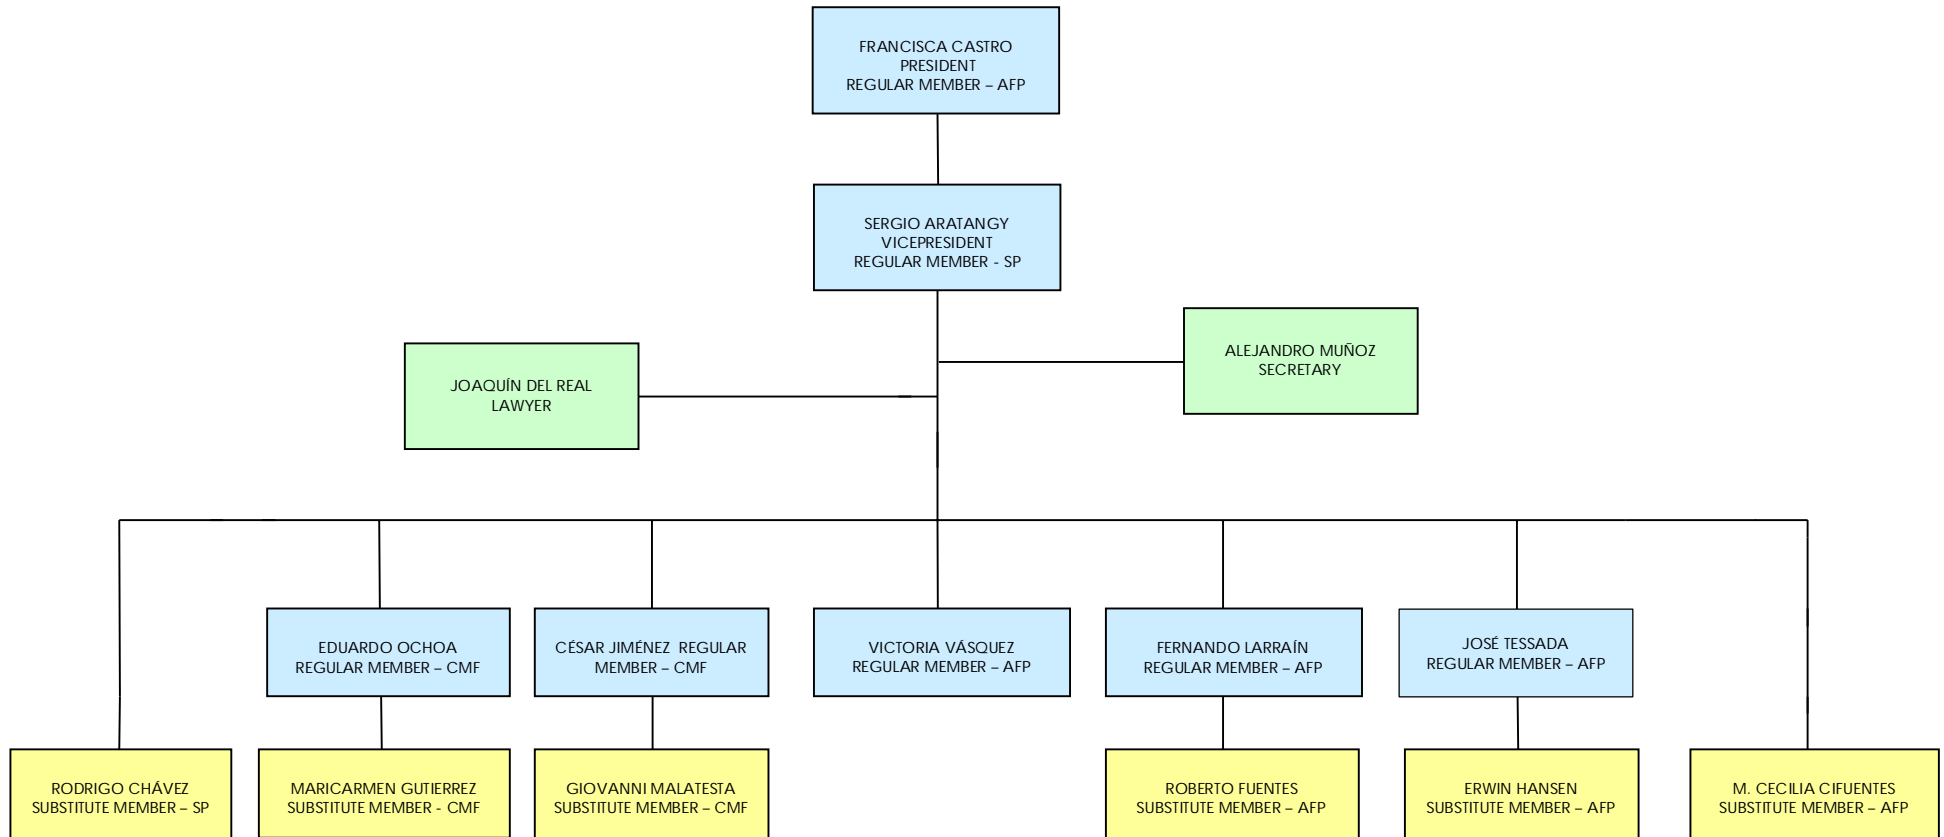 FRANCISCA CASTRO
PRESIDENT
REGULAR MEMBER – AFP
SERGIO ARATANGY
VICEPRESIDENT
REGULAR MEMBER - SP
ALEJANDRO MUÑOZ
SECRETARY
JOAQUÍN DEL REAL
LAWYER
EDUARDO OCHOA
REGULAR MEMBER – CMF
CÉSAR JIMÉNEZ  REGULAR
MEMBER – CMF
VICTORIA VÁSQUEZ
REGULAR MEMBER – AFP
FERNANDO LARRAÍN
REGULAR MEMBER – AFP
JOSÉ TESSADA
REGULAR MEMBER – AFP
RODRIGO CHÁVEZ
SUBSTITUTE MEMBER – SP
MARICARMEN GUTIERREZ
SUBSTITUTE MEMBER - CMF
GIOVANNI MALATESTA
SUBSTITUTE MEMBER – CMF
ROBERTO FUENTES
SUBSTITUTE MEMBER – AFP
ERWIN HANSEN
SUBSTITUTE MEMBER – AFP
M. CECILIA CIFUENTES
SUBSTITUTE MEMBER – AFP